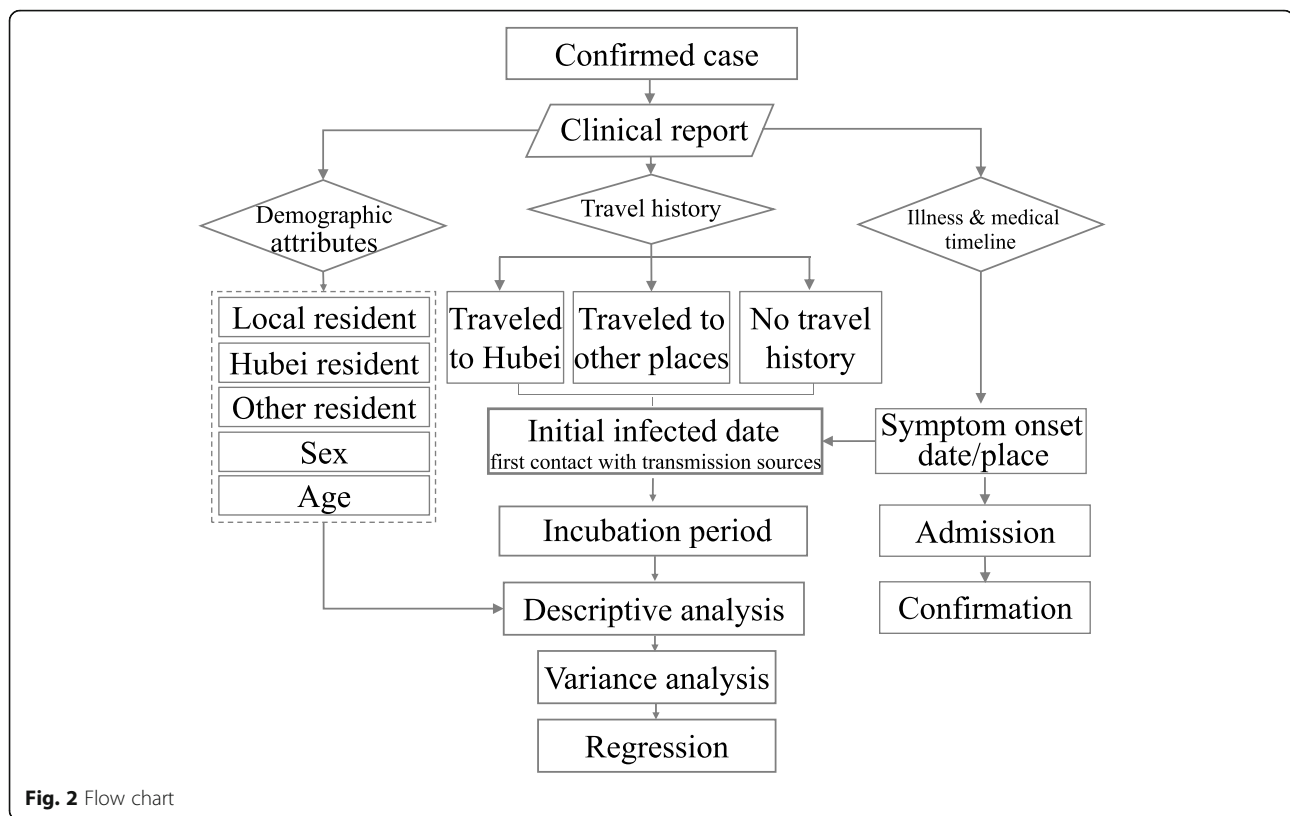 Confirmed case
Clinical report
Demographic
attributes
Travel history
Illness & medical
timeline
Local resident
Hubei resident
Other resident
Sex
Age
Traveled
to Hubei
Traveled to
other places
No travel
history
Initial infected date
first contact with transmission sources
Symptom onset
date/place
Incubation period
Admission
Descriptive analysis
Confirmation
Variance analysis
Regression
Fig. 2 Flow chart